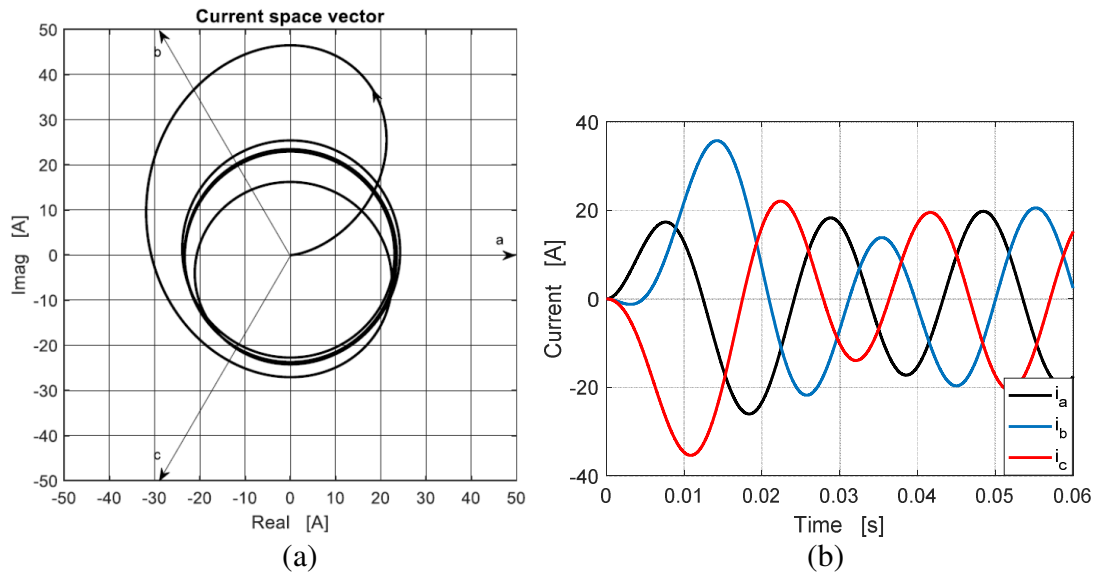 Current space vector
50
40
30
20
10
0
-10
-20
-30
-40
-50
Imag [A]
b
a
c
-50 -40 -30 -20 -10 0 10 20 30 40 50
Real [A]
(a)
40
20
0
-20
-40
Current [A]
i_a
i_b
i_c
0 0.01 0.02 0.03 0.04 0.05 0.06
Time [s]
(b)